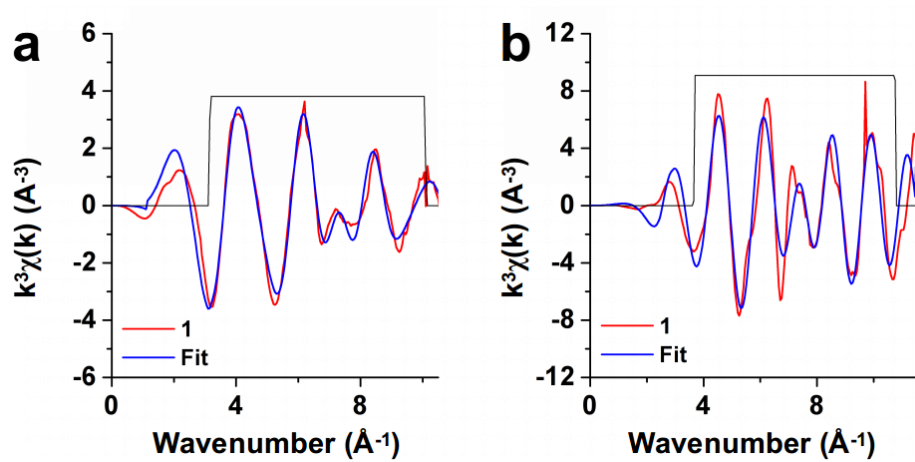 a
6
4
2
0
-2
-4
-6
k³χ(k) (A⁻³)
1
Fit
0 4 8
Wavenumber (Å⁻¹)
b
12
8
4
0
-4
-8
-12
k³χ(k) (A⁻³)
1
Fit
0 4 8
Wavenumber (Å⁻¹)